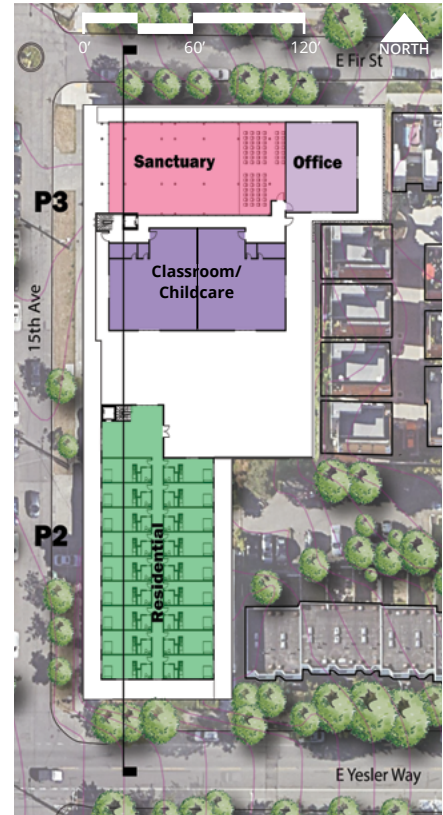 0' 60' 120'
NORTH
E Fir St
Sanctuary
Office
P3
Classroom/
Childcare
15th Ave
P2
Residential
E Yesler Way